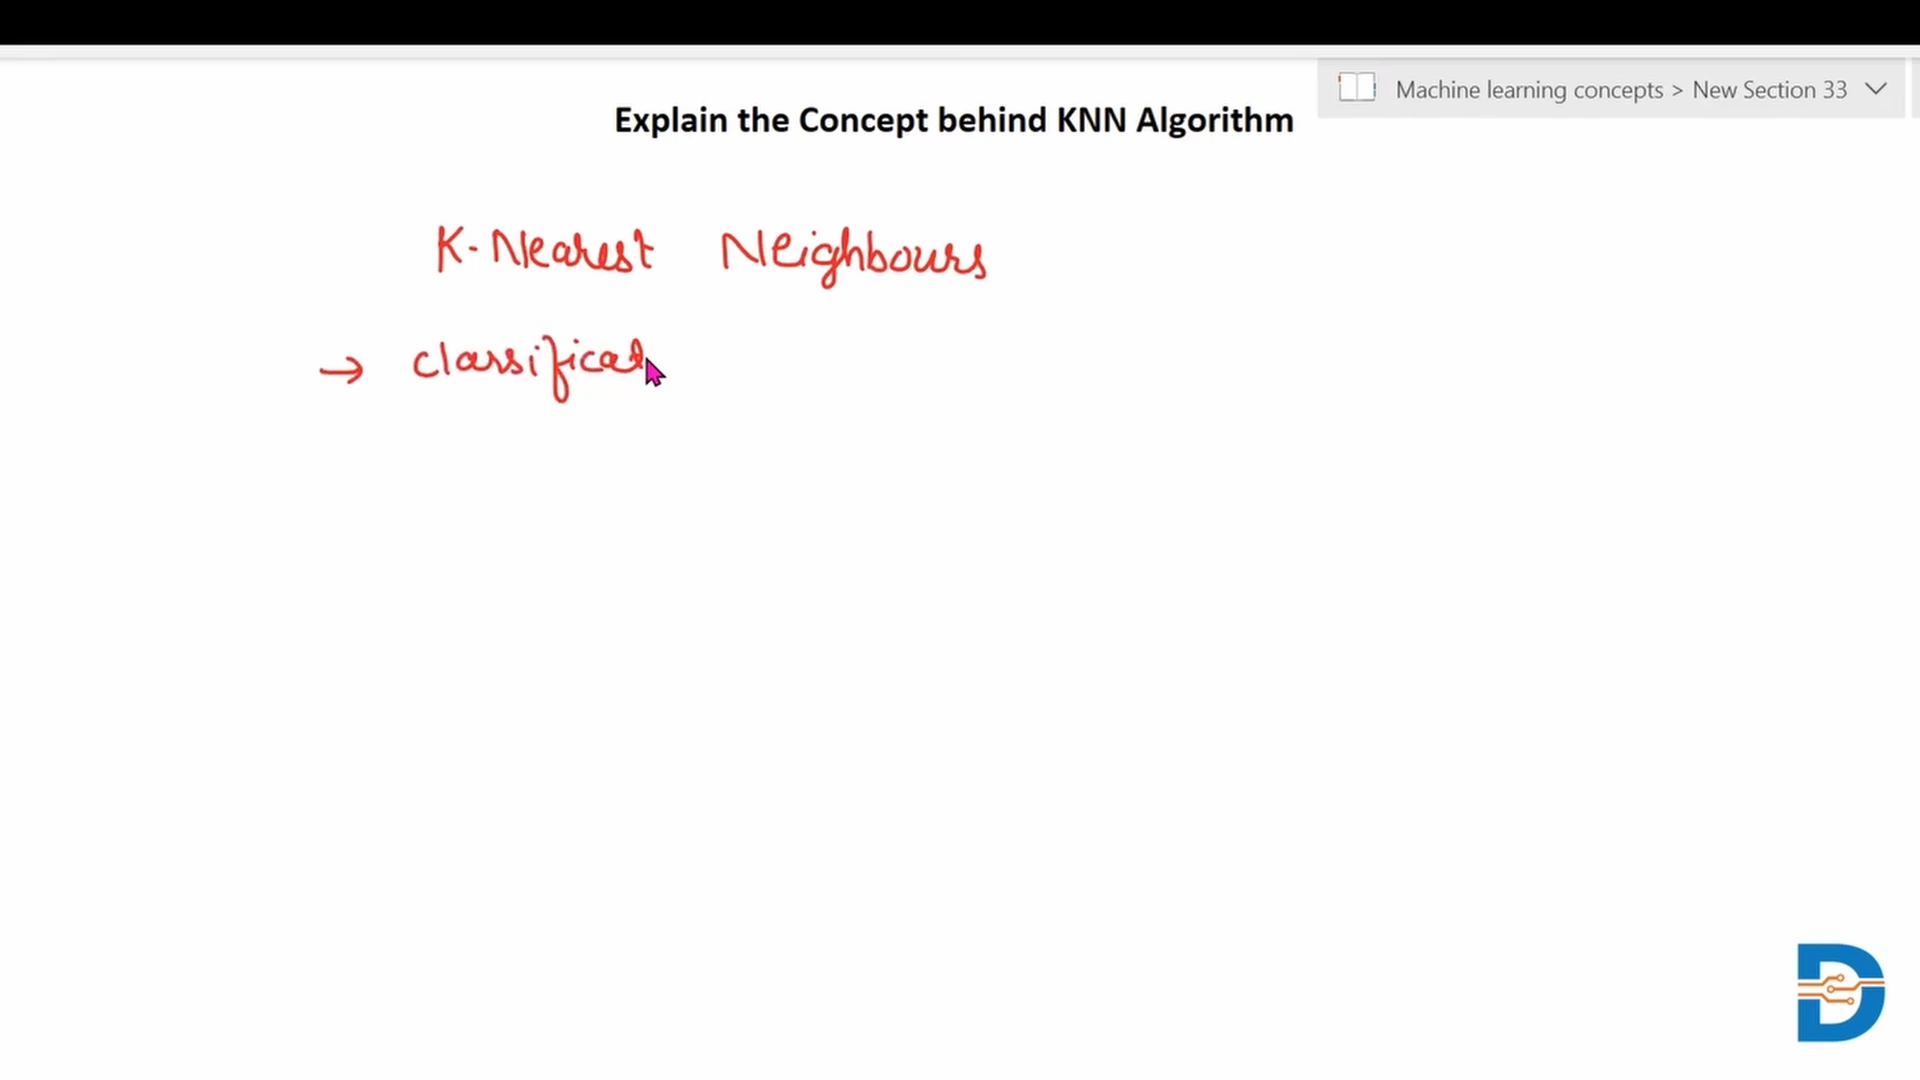 Machine learning concepts > New Section 33
Explain the Concept behind KNN Algorithm
K-Nearest Neighbours
→ classificat